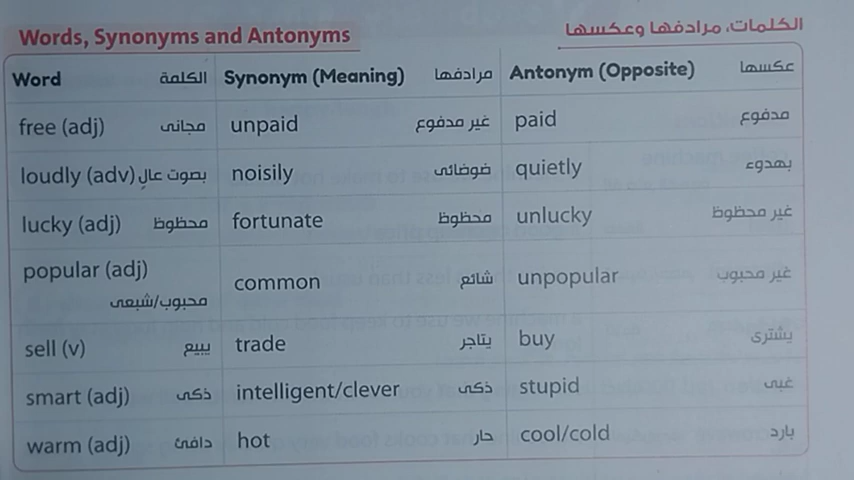 Words, Synonyms and Antonyms الكلمات، مرادفها وعكسها
Word الكلمة Synonym (Meaning) مرادفها Antonym (Opposite) عكسها
free (adj) مجانى unpaid غير مدفوع paid مدفوع
loudly (adv) بصوت عالٍ noisily ضوضائى quietly بهدوء
lucky (adj) محظوظ fortunate محظوظ unlucky غير محظوظ
popular (adj)
محبوب/شعبى common شائع unpopular غير محبوب
sell (v) يبيع trade يتاجر buy يشترى
smart (adj) ذكى intelligent/clever ذكى stupid غبى
warm (adj) دافئ hot حار cool/cold بارد